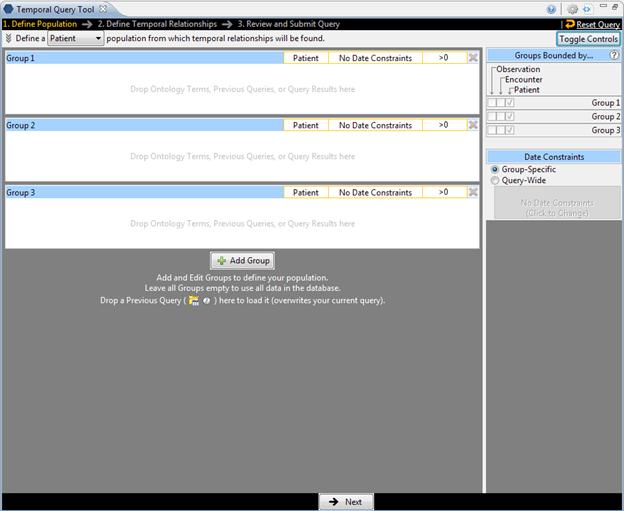 Temporal Query Tool
1. Define Population → 2. Define Temporal Relationships → 3. Review and Submit Query Reset Query
Define a Patient population from which temporal relationships will be found. Toggle Controls
Group 1 Patient No Date Constraints >0
Drop Ontology Terms, Previous Queries, or Query Results here
Group 2 Patient No Date Constraints >0
Drop Ontology Terms, Previous Queries, or Query Results here
Group 3 Patient No Date Constraints >0
Drop Ontology Terms, Previous Queries, or Query Results here
Add Group
Add and Edit Groups to define your population.
Leave all Groups empty to use all data in the database.
Drop a Previous Query ( ) here to load it (overwrites your current query).
Groups Bounded by... ?
Observation
Encounter
Patient
Group 1
Group 2
Group 3
Date Constraints
Group-Specific
Query-Wide
No Date Constraints
(Click to Change)
→ Next